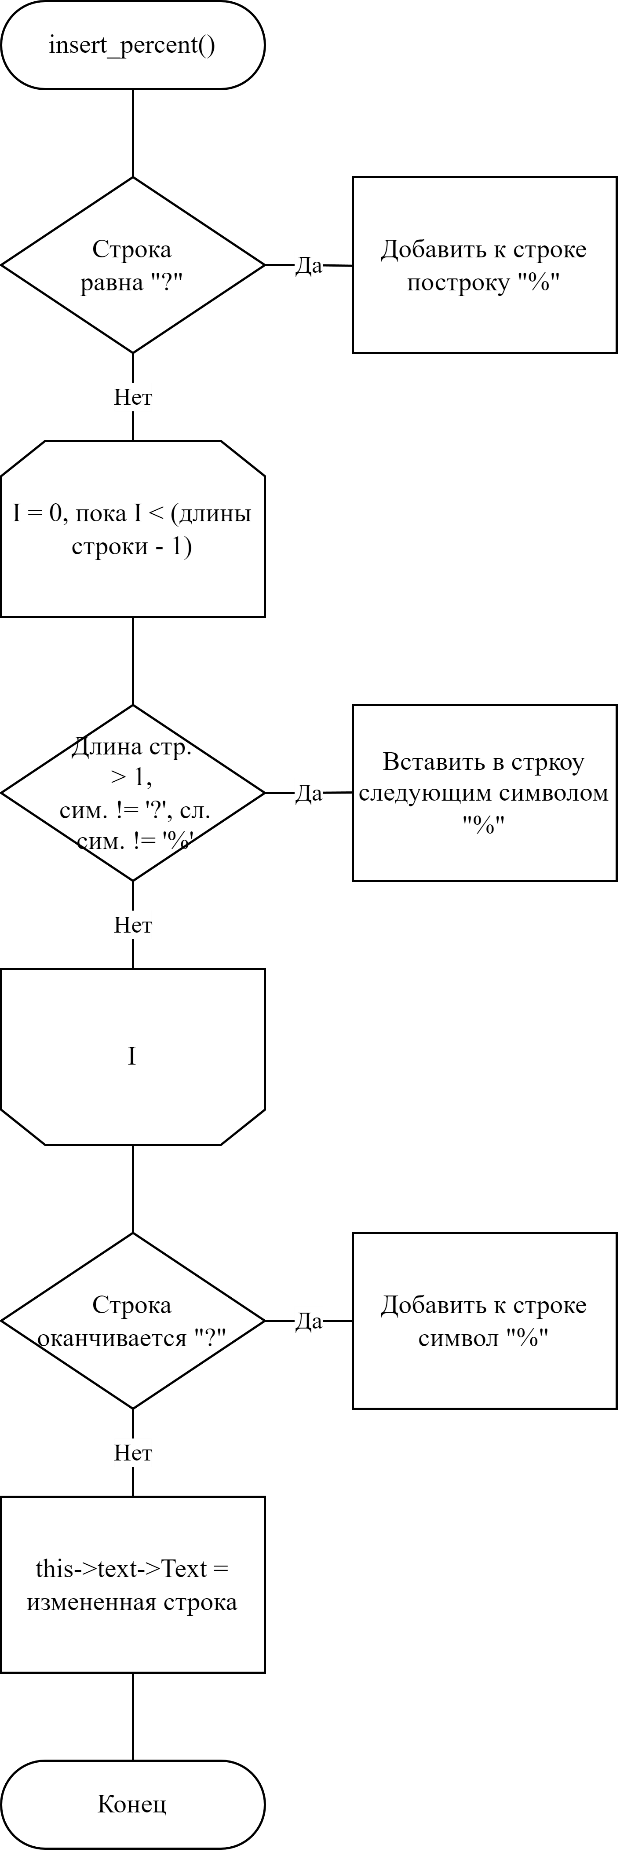 insert_percent()
Строка
равна "?"
Да
Добавить к строке
построку "%"
Нет
I = 0, пока I < (длины
строки - 1)
Длина стр.
> 1,
сим. != '?', сл.
сим. != '%'
Да
Вставить в стркоу
следующим символом
"%"
Нет
I
Строка
оканчивается "?"
Да
Добавить к строке
символ "%"
Нет
this->text->Text =
измененная строка
Конец